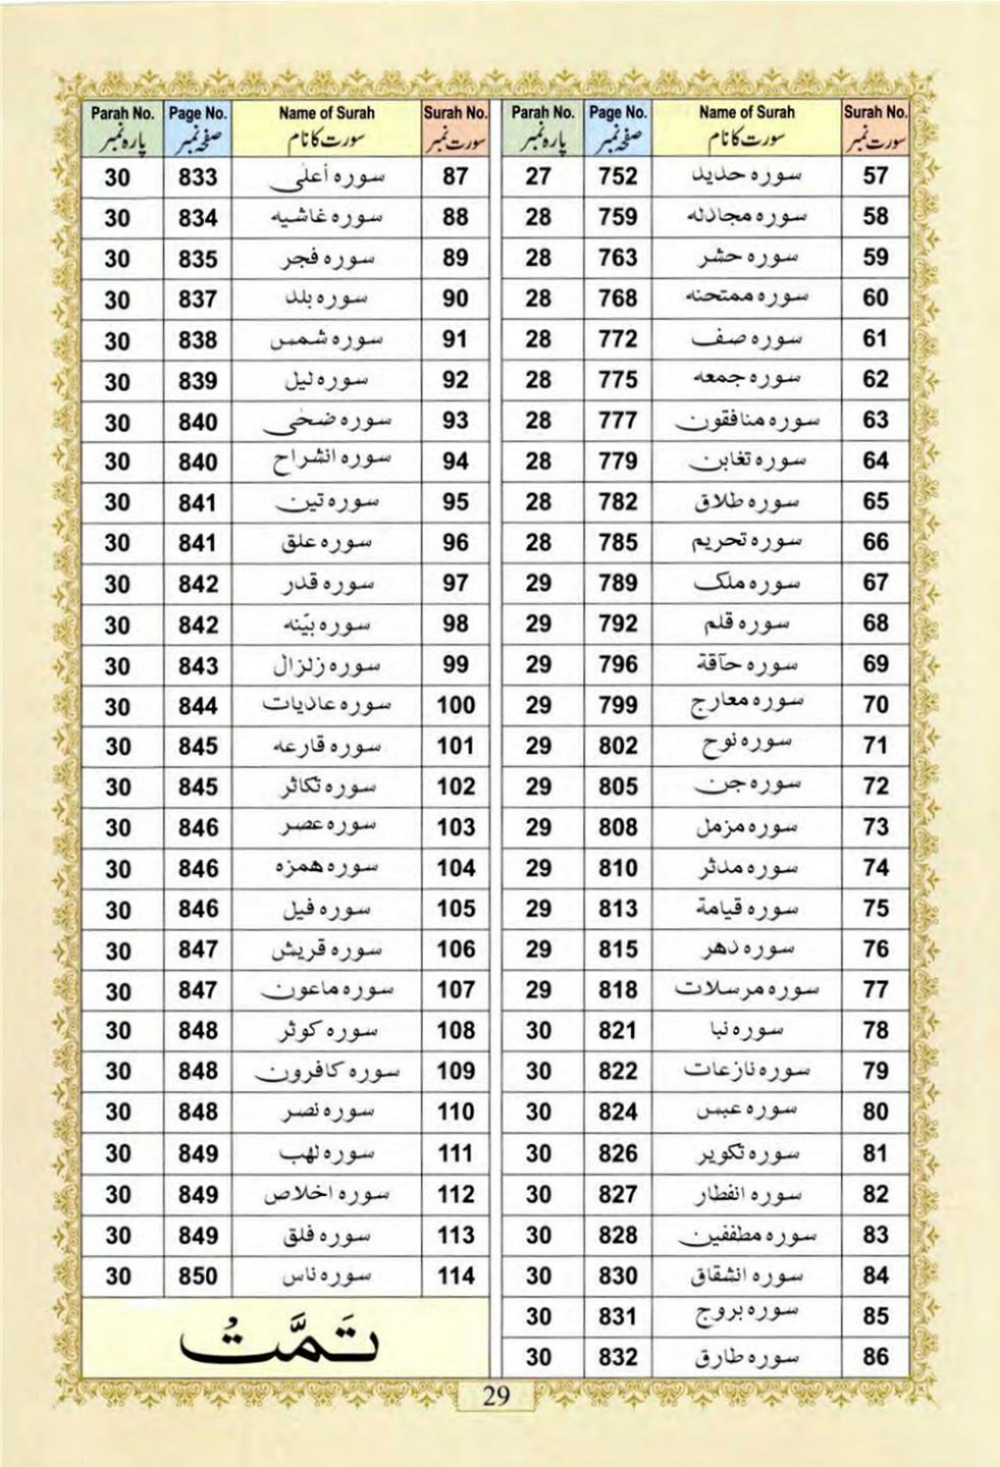 Surah No. Name of Surah Page No. Parah No.
سورت نمبر سورت کا نام صفحہ نمبر پارہ نمبر
57 سورہ حدید 752 27
58 سورہ مجادلہ 759 28
59 سورہ حشر 763 28
60 سورہ ممتحنہ 768 28
61 سورہ صف 772 28
62 سورہ جمعہ 775 28
63 سورہ منافقون 777 28
64 سورہ تغابن 779 28
65 سورہ طلاق 782 28
66 سورہ تحریم 785 28
67 سورہ ملک 789 29
68 سورہ قلم 792 29
69 سورہ حآقة 796 29
70 سورہ معارج 799 29
71 سورہ نوح 802 29
72 سورہ جن 805 29
73 سورہ مزمل 808 29
74 سورہ مدثر 810 29
75 سورہ قیامة 813 29
76 سورہ دھر 815 29
77 سورہ مرسلات 818 29
78 سورہ نبا 821 30
79 سورہ نازعات 822 30
80 سورہ عبس 824 30
81 سورہ تکویر 826 30
82 سورہ انفطار 827 30
83 سورہ مطففین 828 30
84 سورہ انشقاق 830 30
85 سورہ بروج 831 30
86 سورہ طارق 832 30
Surah No. Name of Surah Page No. Parah No.
سورت نمبر سورت کا نام صفحہ نمبر پارہ نمبر
87 سورہ أعلٰی 833 30
88 سورہ غاشیہ 834 30
89 سورہ فجر 835 30
90 سورہ بلد 837 30
91 سورہ شمس 838 30
92 سورہ لیل 839 30
93 سورہ ضحٰی 840 30
94 سورہ انشراح 840 30
95 سورہ تین 841 30
96 سورہ علق 841 30
97 سورہ قدر 842 30
98 سورہ بیّنہ 842 30
99 سورہ زلزال 843 30
100 سورہ عادیات 844 30
101 سورہ قارعہ 845 30
102 سورہ تکاثر 845 30
103 سورہ عصر 846 30
104 سورہ ھمزہ 846 30
105 سورہ فیل 846 30
106 سورہ قریش 847 30
107 سورہ ماعون 847 30
108 سورہ کوثر 848 30
109 سورہ کافرون 848 30
110 سورہ نصر 848 30
111 سورہ لھب 849 30
112 سورہ اخلاص 849 30
113 سورہ فلق 849 30
114 سورہ ناس 850 30
تَمَّتُ
29